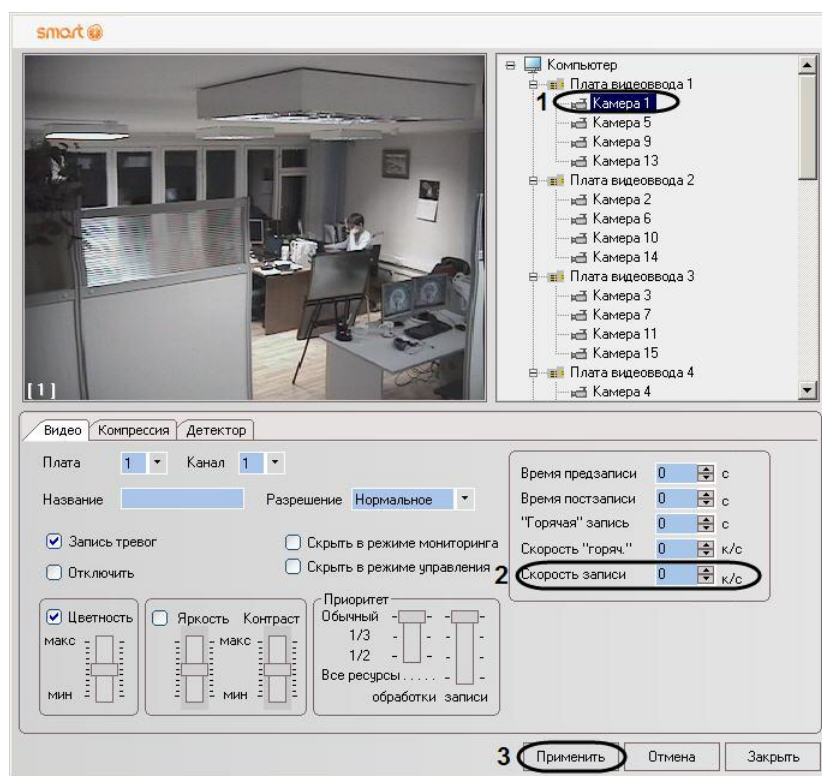 smart
Компьютер
Плата видеоввода 1
1 Камера 1
Камера 5
Камера 9
Камера 13
Плата видеоввода 2
Камера 2
Камера 6
Камера 10
Камера 14
Плата видеоввода 3
Камера 3
Камера 7
Камера 11
Камера 15
Плата видеоввода 4
Камера 4
[1]
Видео Компрессия Детектор
Плата 1 Канал 1
Название Разрешение Нормальное
Запись тревог
Отключить
Скрыть в режиме мониторинга
Скрыть в режиме управления
Время предзаписи 0 с
Время постзаписи 0 с
"Горячая" запись 0 с
Скорость "горяч." 0 к/с
2 Скорость записи 0 к/с
Цветность
макс
мин
Яркость Контраст
макс
мин
Приоритет
Обычный
1/3
1/2
Все ресурсы . . . . .
обработки записи
3 Применить Отмена Закрыть